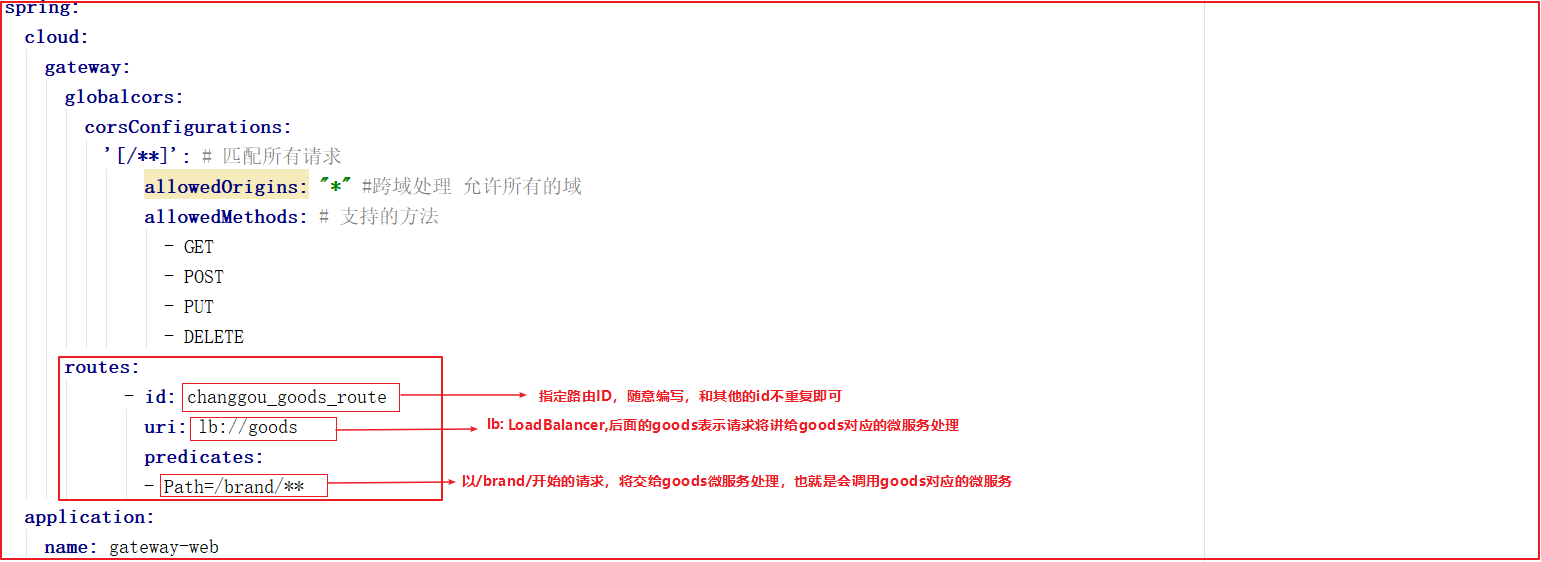 spring:
cloud:
gateway:
globalcors:
corsConfigurations:
'[/**]': # 匹配所有请求
allowedOrigins: "*" #跨域处理 允许所有的域
allowedMethods: # 支持的方法
- GET
- POST
- PUT
- DELETE
routes:
- id: changgou_goods_route 指定路由ID，随意编写，和其他的id不重复即可
uri: lb://goods lb: LoadBalancer,后面的goods表示请求将讲给goods对应的微服务处理
predicates:
- Path=/brand/** 以/brand/开始的请求，将交给goods微服务处理，也就是会调用goods对应的微服务
application:
name: gateway-web